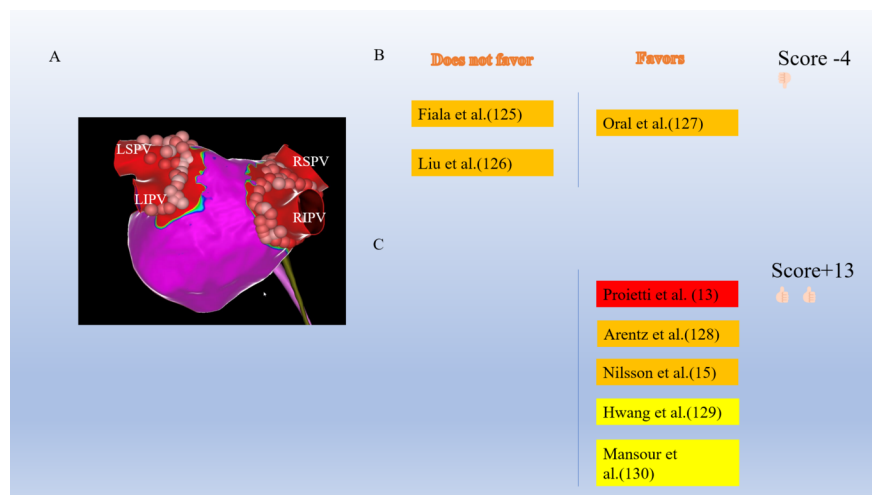 A
LSPV
LIPV
RSPV
RIPV
B
Does not favor
Favors
Score -4
Fiala et al.(125)
Liu et al.(126)
Oral et al.(127)
C
Score+13
Proietti et al. (13)
Arentz et al.(128)
Nilsson et al.(15)
Hwang et al.(129)
Mansour et
al.(130)